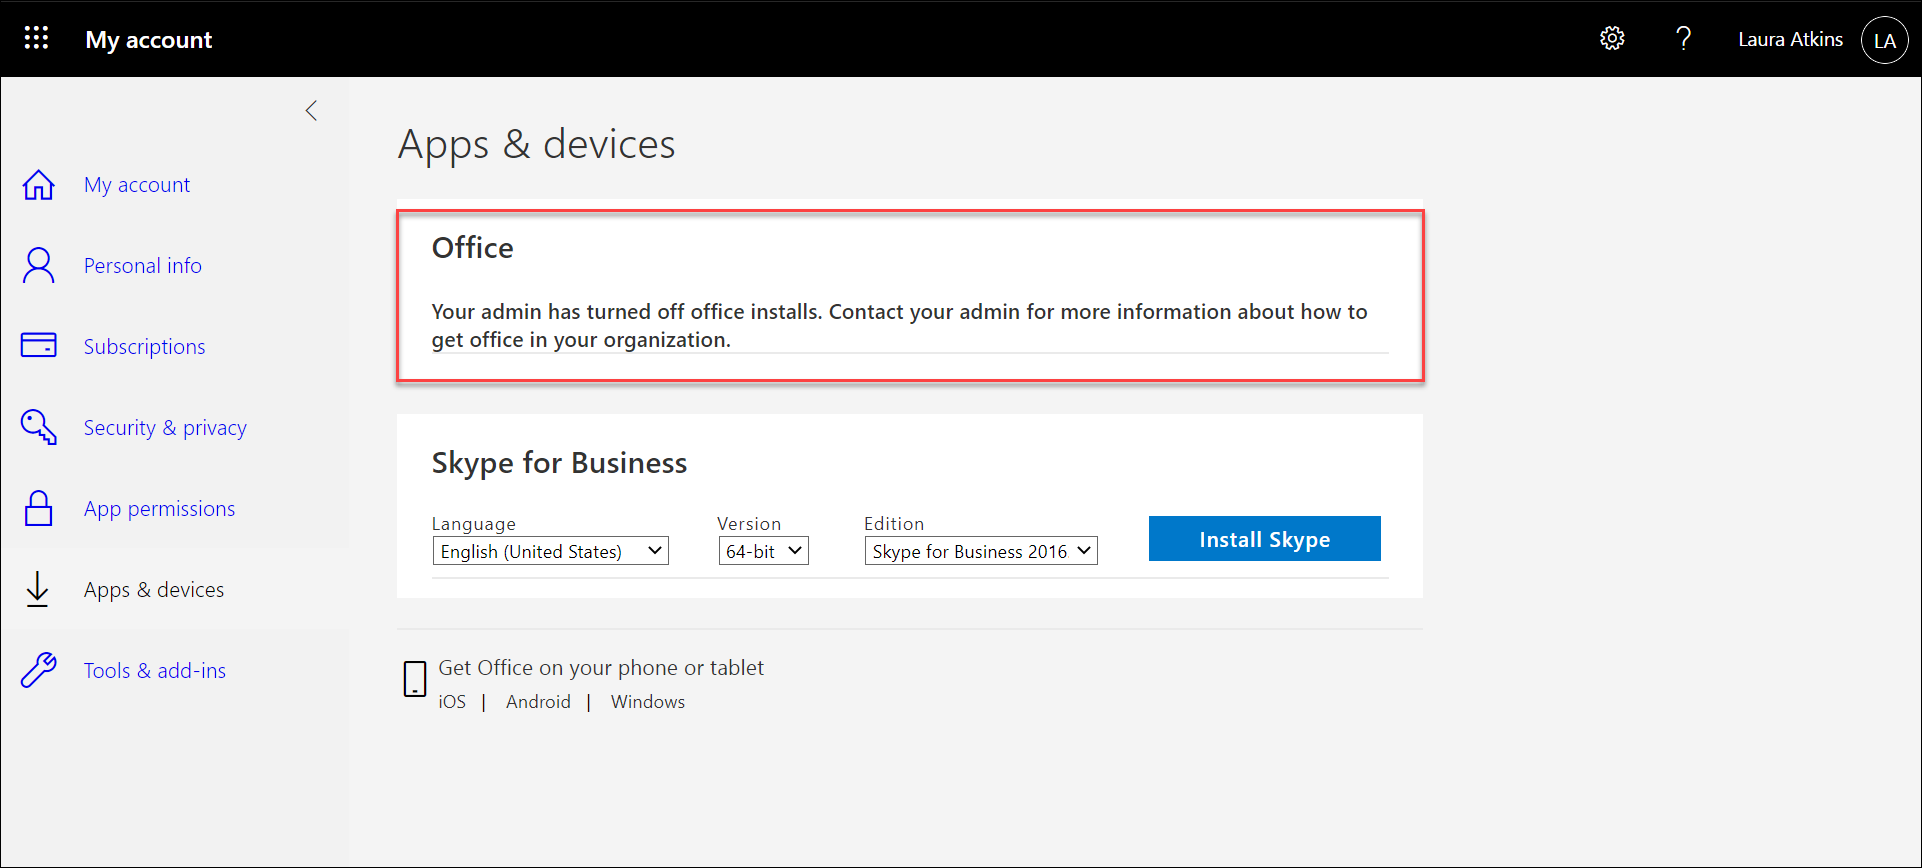 My account
Laura Atkins
LA
My account
Personal info
Subscriptions
Security & privacy
App permissions
Apps & devices
Tools & add-ins
Apps & devices
Office
Your admin has turned off office installs. Contact your admin for more information about how to
get office in your organization.
Skype for Business
Language Version Edition
English (United States) 64-bit Skype for Business 2016 Install Skype
Get Office on your phone or tablet
iOS | Android | Windows